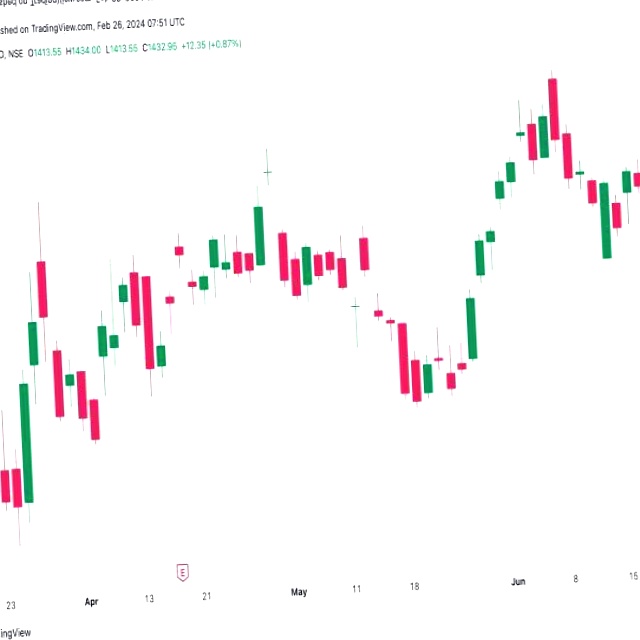 shed on TradingView.com, Feb 26, 2024 07:51 UTC
D, NSE O1413.55 H1434.00 L1413.55 C1432.95 +12.35 (+0.87%)
E
23 Apr 13 21 May 11 18 Jun 8 15
ingView